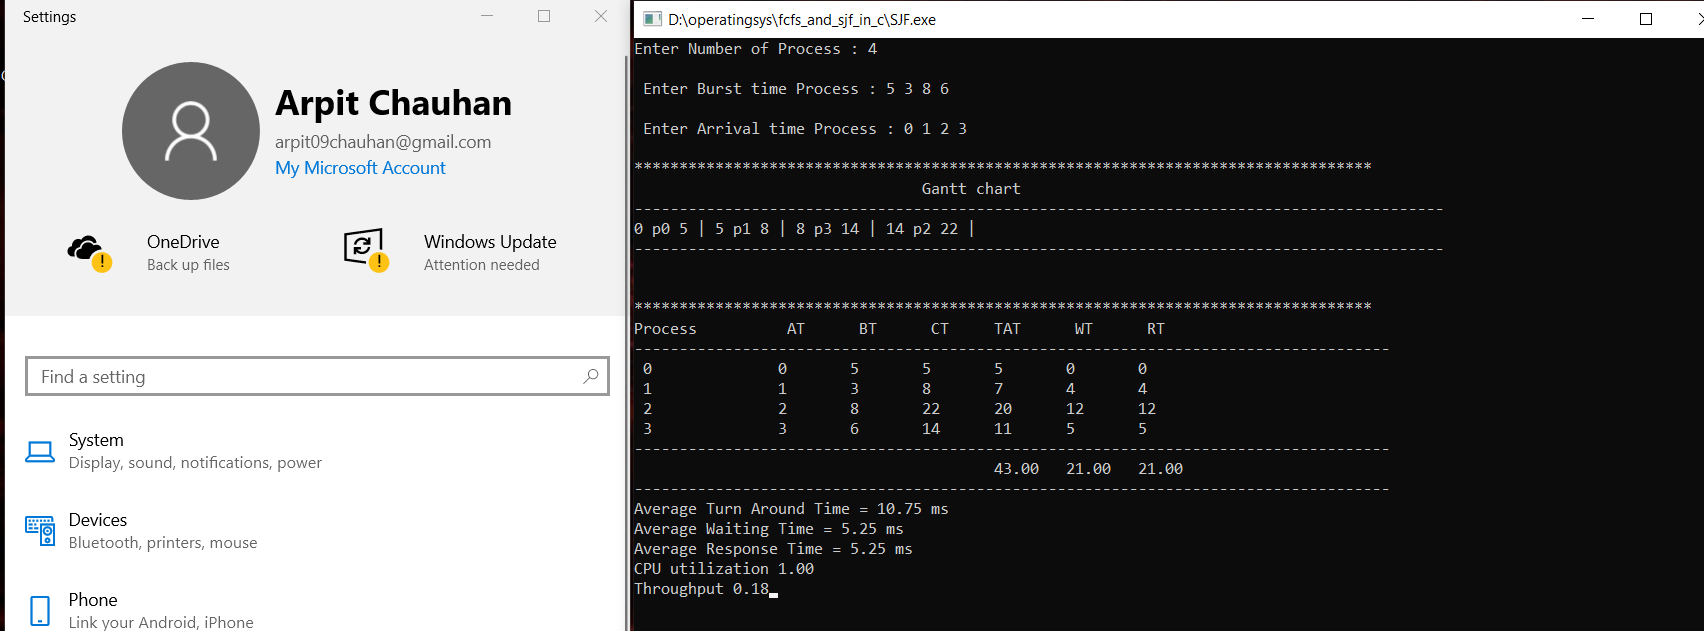 Settings
Arpit Chauhan
arpit09chauhan@gmail.com
My Microsoft Account
OneDrive
Back up files
Windows Update
Attention needed
Find a setting
System
Display, sound, notifications, power
Devices
Bluetooth, printers, mouse
Phone
Link your Android, iPhone
D:\operatingsys\fcfs_and_sjf_in_c\SJF.exe
Enter Number of Process : 4
Enter Burst time Process : 5 3 8 6
Enter Arrival time Process : 0 1 2 3
**********************************************************************************
Gantt chart
------------------------------------------------------------------------------------------
0 p0 5 | 5 p1 8 | 8 p3 14 | 14 p2 22 |
------------------------------------------------------------------------------------------
**********************************************************************************
Process AT BT CT TAT WT RT
------------------------------------------------------------------------------------
0 0 5 5 5 0 0
1 1 3 8 7 4 4
2 2 8 22 20 12 12
3 3 6 14 11 5 5
------------------------------------------------------------------------------------
43.00 21.00 21.00
------------------------------------------------------------------------------------
Average Turn Around Time = 10.75 ms
Average Waiting Time = 5.25 ms
Average Response Time = 5.25 ms
CPU utilization 1.00
Throughput 0.18